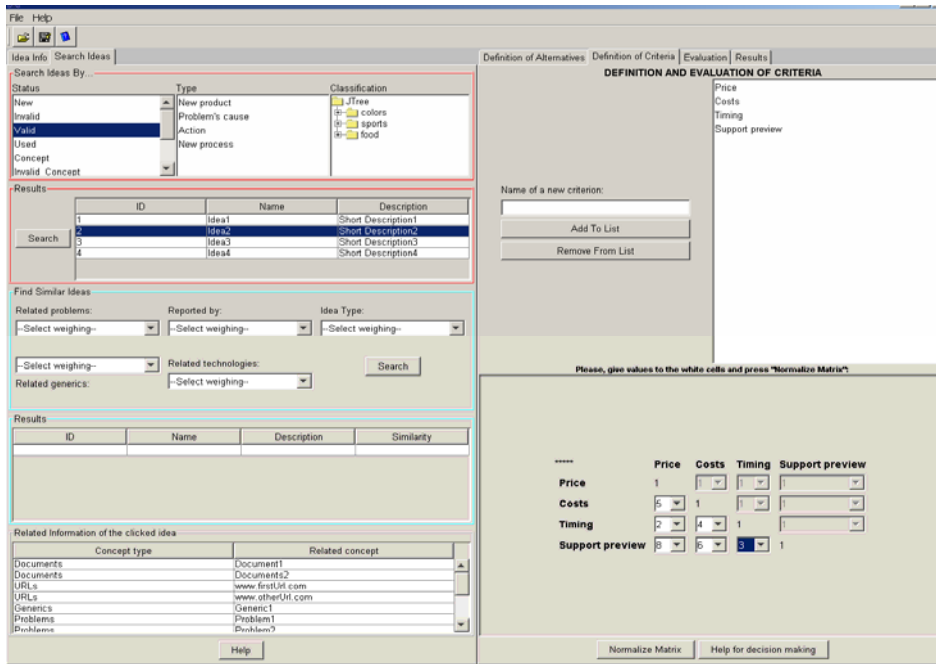 File Help
Idea Info Search Ideas
Search Ideas By...
Status Type Classification
New
Invalid
Valid
Used
Concept
Invalid Concept
New product
Problem's cause
Action
New process
JTree
colors
sports
food
Results
ID Name Description
1 Idea1 Short Description1
2 Idea2 Short Description2
3 Idea3 Short Description3
4 Idea4 Short Description4
Search
Find Similar Ideas
Related problems: Reported by: Idea Type:
--Select weighing-- --Select weighing-- --Select weighing--
--Select weighing-- Related technologies: Search
Related generics: --Select weighing--
Results
ID Name Description Similarity
Related Information of the clicked idea
Concept type Related concept
Documents Document1
Documents Documents2
URLs www.firstUrl.com
URLs www.otherUrl.com
Generics Generic1
Problems Problem1
Problems Problem2
Help
Definition of Alternatives Definition of Criteria Evaluation Results
DEFINITION AND EVALUATION OF CRITERIA
Price
Costs
Timing
Support preview
Name of a new criterion:
Add To List
Remove From List
Please, give values to the white cells and press "Normalize Matrix":
----- Price Costs Timing Support preview
Price 1 1 1 1
Costs 5 1 1 1
Timing 2 4 1 1
Support preview 8 6 3 1
Normalize Matrix Help for decision making